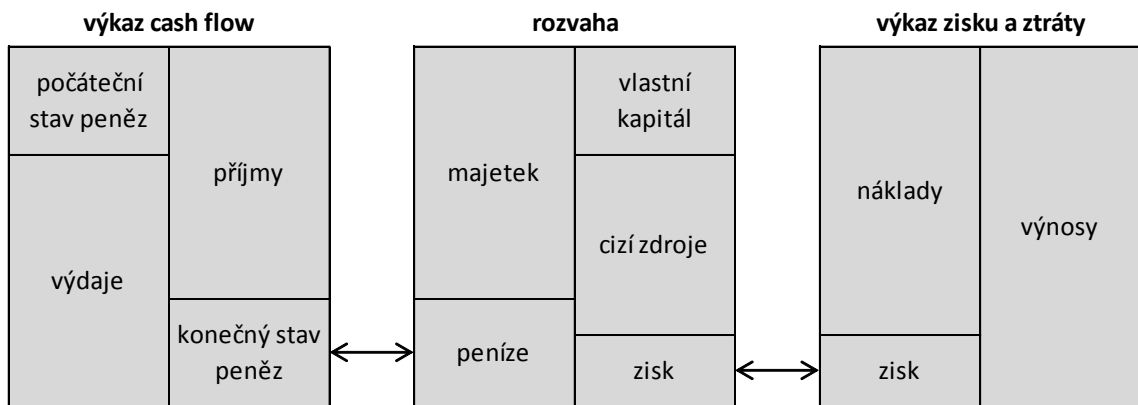 výkaz cash flow
rozvaha
výkaz zisku a ztráty
počáteční
stav peněz
výdaje
příjmy
konečný stav
peněz
majetek
peníze
vlastní
kapitál
cizí zdroje
zisk
náklady
zisk
výnosy